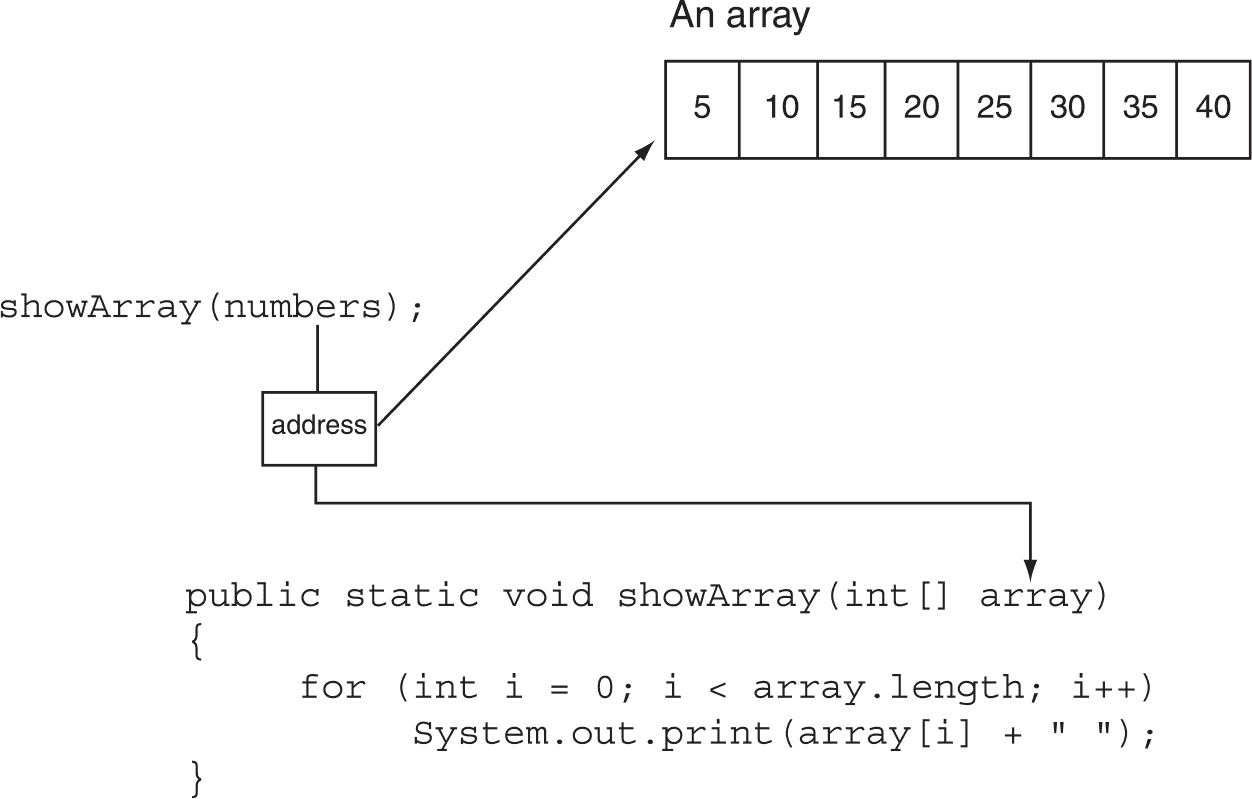 An array
5 10 15 20 25 30 35 40
showArray(numbers);
address
public static void showArray(int[] array)
{
for (int i = 0; i < array.length; i++)
System.out.print(array[i] + " ");
}